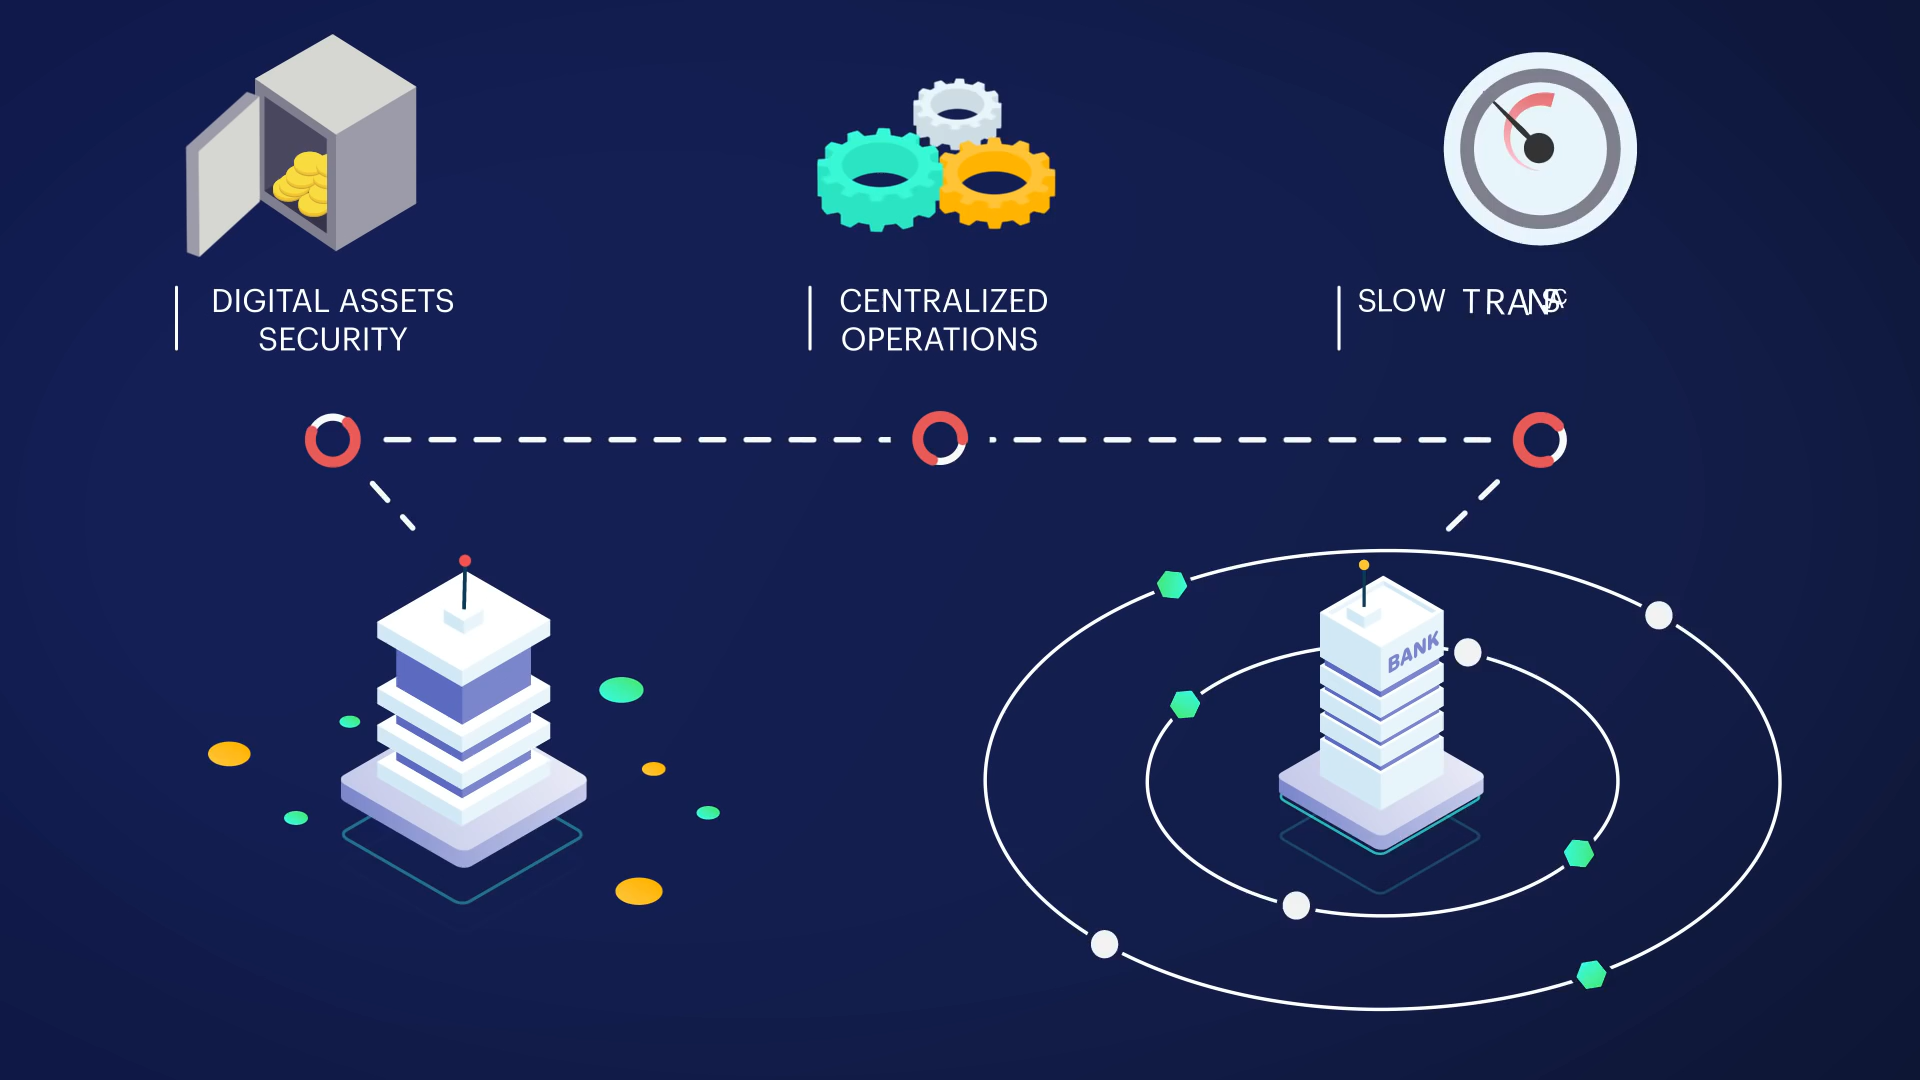 DIGITAL ASSETS
SECURITY
CENTRALIZED
OPERATIONS
SLOW
BANK